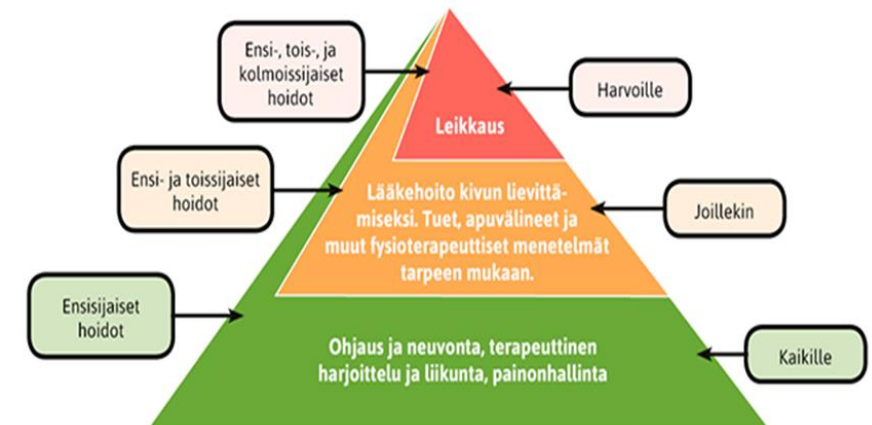 Ensi-, tois-, ja
kolmoissijaiset
hoidot
Harvoille
Leikkaus
Ensi- ja toissijaiset
hoidot
Lääkehoito kivun lievittä-
miseksi. Tuet, apuvälineet ja
muut fysioterapeuttiset menetelmät
tarpeen mukaan.
Joillekin
Ensisijaiset
hoidot
Ohjaus ja neuvonta, terapeuttinen
harjoittelu ja liikunta, painonhallinta
Kaikille